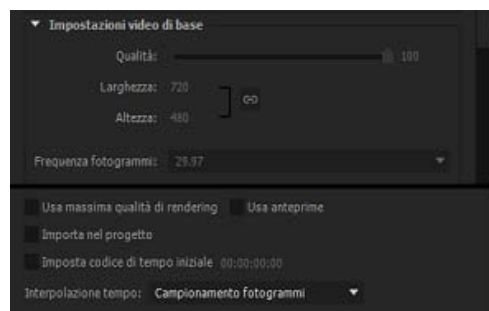 Impostazioni video di base
Qualità: 100
Larghezza: 720
Altezza: 480
Frequenza fotogrammi: 29.97
Usa massima qualità di rendering Usa anteprime
Importa nel progetto
Imposta codice di tempo iniziale 00:00:00:00
Interpolazione tempo: Campionamento fotogrammi